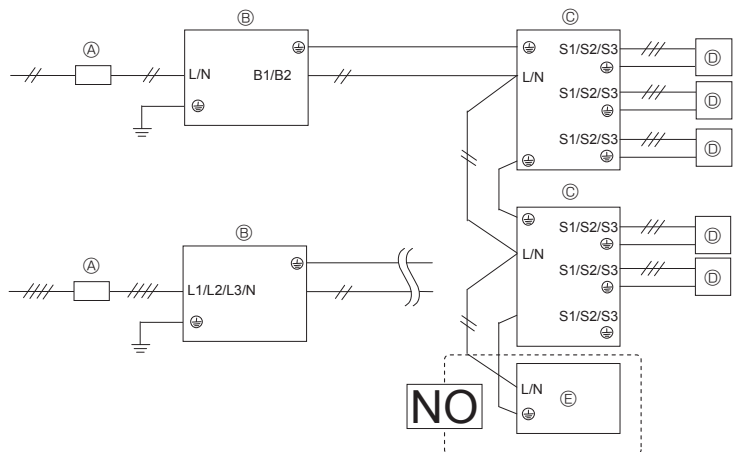 Ⓐ
Ⓑ
L/N
B1/B2
Ⓒ
L/N
S1/S2/S3
Ⓓ
S1/S2/S3
Ⓓ
S1/S2/S3
Ⓓ
Ⓒ
L/N
S1/S2/S3
Ⓓ
S1/S2/S3
Ⓓ
S1/S2/S3
Ⓐ
Ⓑ
L1/L2/L3/N
NO
L/N
Ⓔ